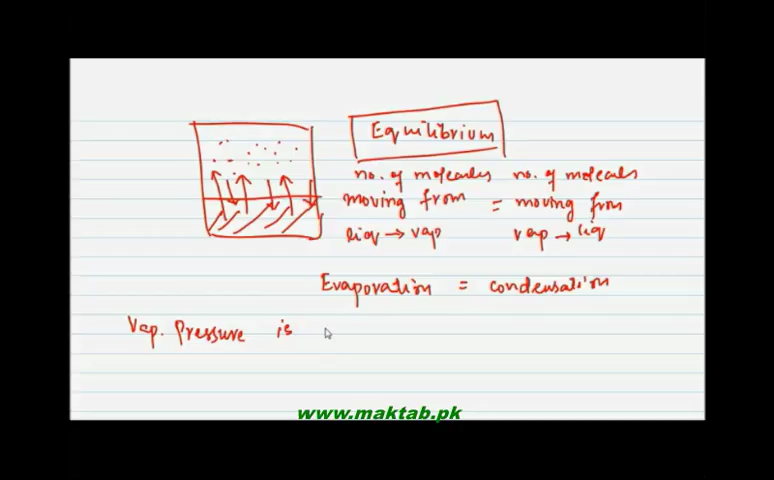 Equilibrium
no. of molecules no. of molecules
moving from = moving from
liq → vap vap → liq
Evaporation = condensation
Vap. Pressure is
www.maktab.pk